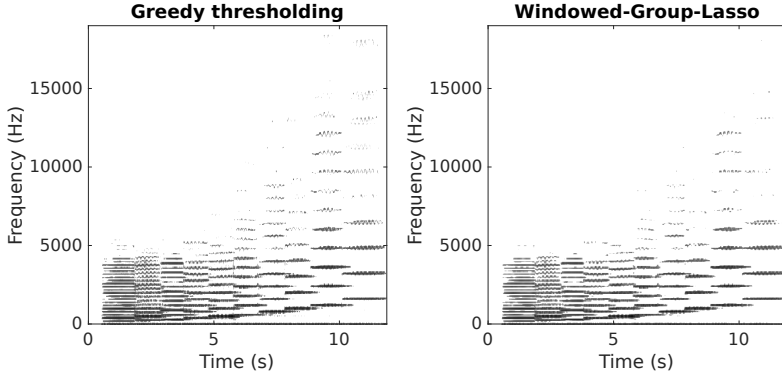 Greedy thresholding
Windowed-Group-Lasso
15000
10000
5000
0
Frequency (Hz)
0
5
10
Time (s)
15000
10000
5000
0
Frequency (Hz)
0
5
10
Time (s)